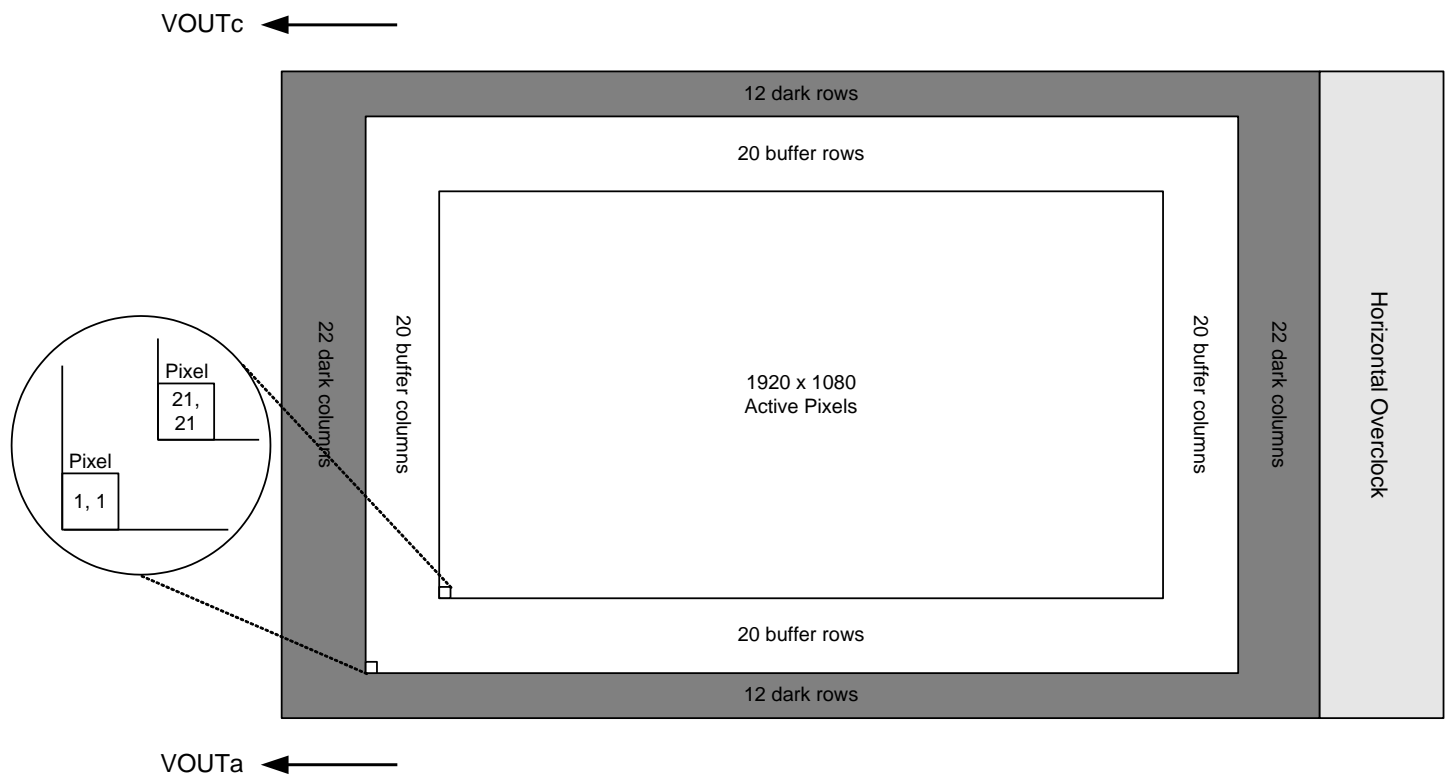 VOUTc
12 dark rows
20 buffer rows
22 dark columns
20 buffer columns
1920 x 1080
Active Pixels
20 buffer columns
22 dark columns
Horizontal Overclock
Pixel
21,
21
Pixel
1, 1
20 buffer rows
12 dark rows
VOUTa